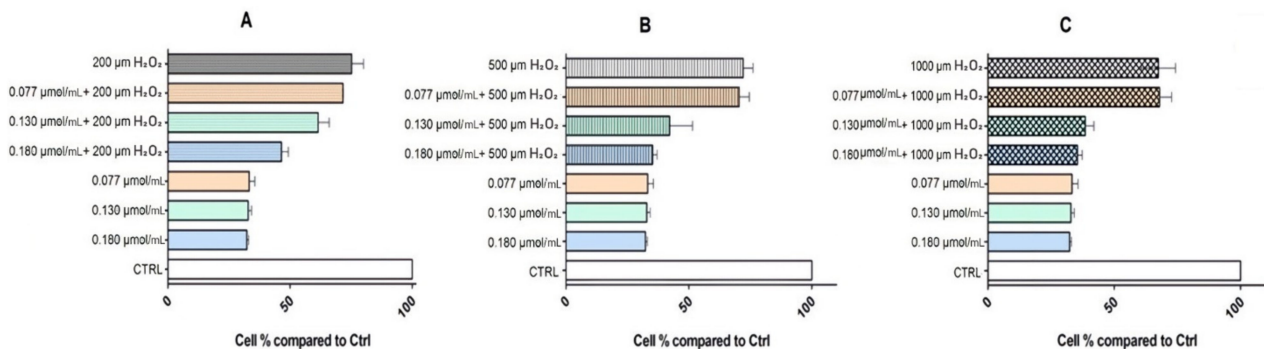 A
200 µm H₂O₂
0.077 µmol/mL+ 200 µm H₂O₂
0.130 µmol/mL+ 200 µm H₂O₂
0.180 µmol/mL+ 200 µm H₂O₂
0.077 µmol/mL
0.130 µmol/mL
0.180 µmol/mL
CTRL
0 50 100
Cell % compared to Ctrl
B
500 µm H₂O₂
0.077 µmol/mL+ 500 µm H₂O₂
0.130 µmol/mL+ 500 µm H₂O₂
0.180 µmol/mL+ 500 µm H₂O₂
0.077 µmol/mL
0.130 µmol/mL
0.180 µmol/mL
CTRL
0 50 100
Cell % compared to Ctrl
C
1000 µm H₂O₂
0.077 µmol/mL+ 1000 µm H₂O₂
0.130 µmol/mL+ 1000 µm H₂O₂
0.180 µmol/mL+ 1000 µm H₂O₂
0.077 µmol/mL
0.130 µmol/mL
0.180 µmol/mL
CTRL
0 50 100
Cell % compared to Ctrl